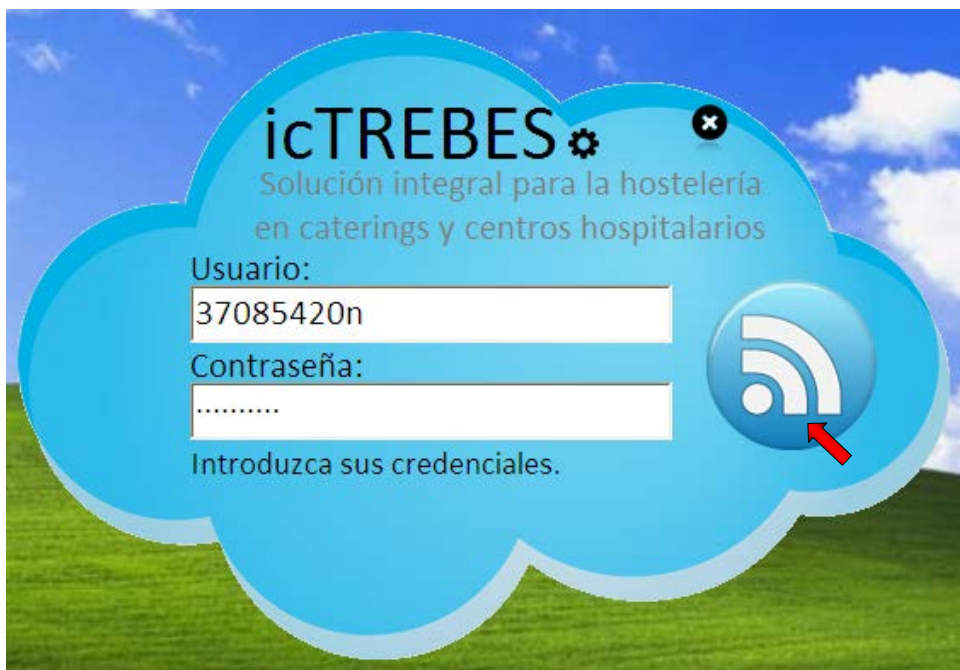 icTREBES
Solución integral para la hostelería
en caterings y centros hospitalarios
Usuario:
37085420n
Contraseña:
..........
Introduzca sus credenciales.